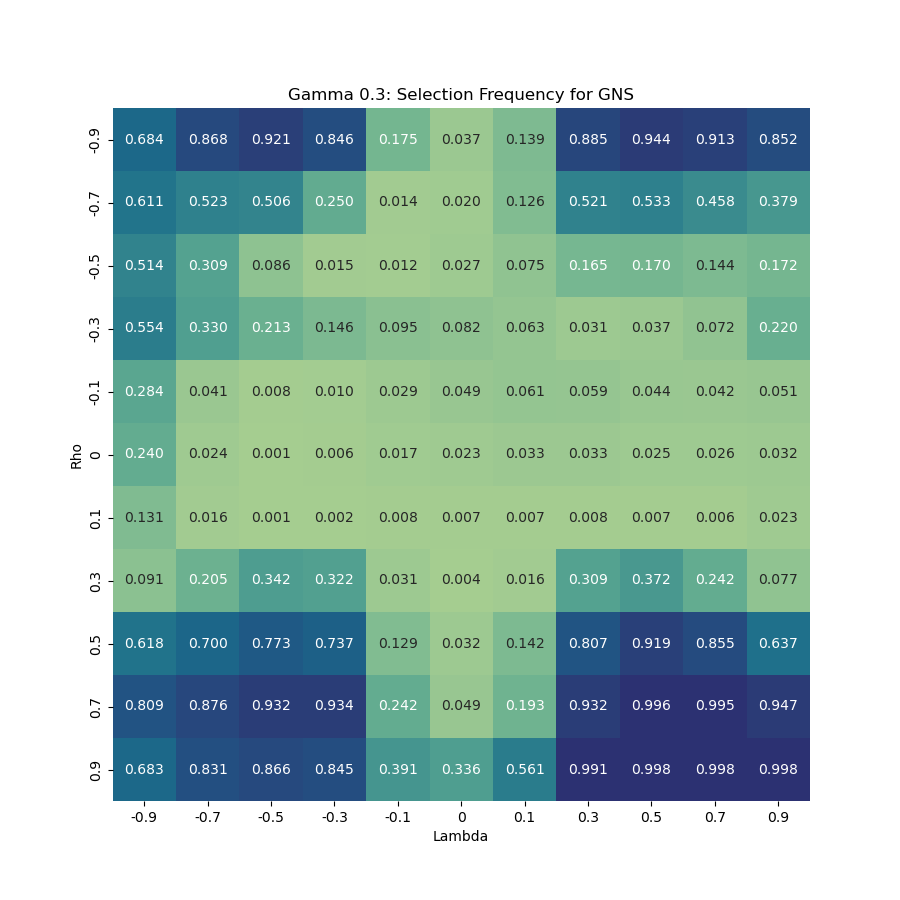 Gamma 0.3: Selection Frequency for GNS
-0.9 0.684 0.868 0.921 0.846 0.175 0.037 0.139 0.885 0.944 0.913 0.852
-0.7 0.611 0.523 0.506 0.250 0.014 0.020 0.126 0.521 0.533 0.458 0.379
-0.5 0.514 0.309 0.086 0.015 0.012 0.027 0.075 0.165 0.170 0.144 0.172
-0.3 0.554 0.330 0.213 0.146 0.095 0.082 0.063 0.031 0.037 0.072 0.220
-0.1 0.284 0.041 0.008 0.010 0.029 0.049 0.061 0.059 0.044 0.042 0.051
Rho
0 0.240 0.024 0.001 0.006 0.017 0.023 0.033 0.033 0.025 0.026 0.032
0.1 0.131 0.016 0.001 0.002 0.008 0.007 0.007 0.008 0.007 0.006 0.023
0.3 0.091 0.205 0.342 0.322 0.031 0.004 0.016 0.309 0.372 0.242 0.077
0.5 0.618 0.700 0.773 0.737 0.129 0.032 0.142 0.807 0.919 0.855 0.637
0.7 0.809 0.876 0.932 0.934 0.242 0.049 0.193 0.932 0.996 0.995 0.947
0.9 0.683 0.831 0.866 0.845 0.391 0.336 0.561 0.991 0.998 0.998 0.998
-0.9 -0.7 -0.5 -0.3 -0.1 0 0.1 0.3 0.5 0.7 0.9
Lambda